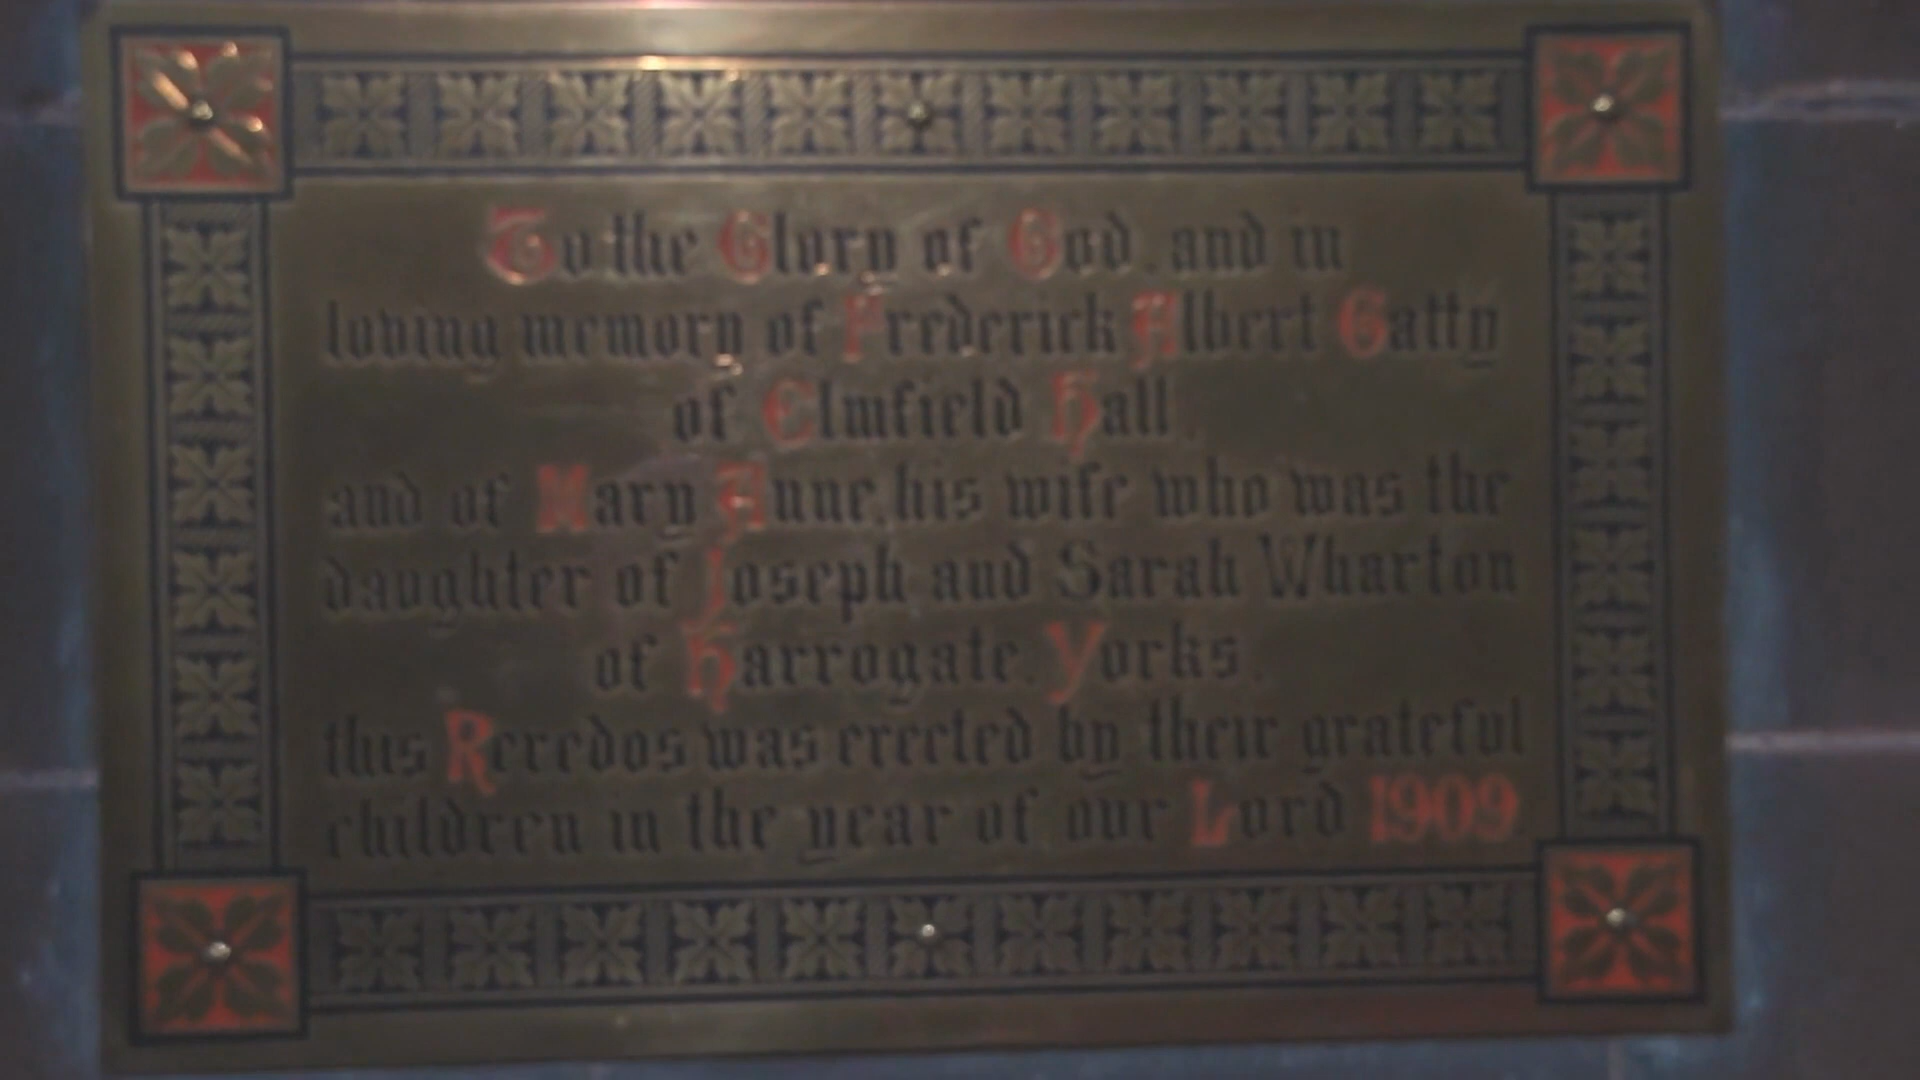 To the Glory of God, and in
loving memory of Frederick Albert Gatty
of Elmfield Hall,
and of Mary Anne, his wife who was the
daughter of Joseph and Sarah Wharton
of Harrogate, Yorks,
this Reredos was erected by their grateful
children in the year of our Lord 1909